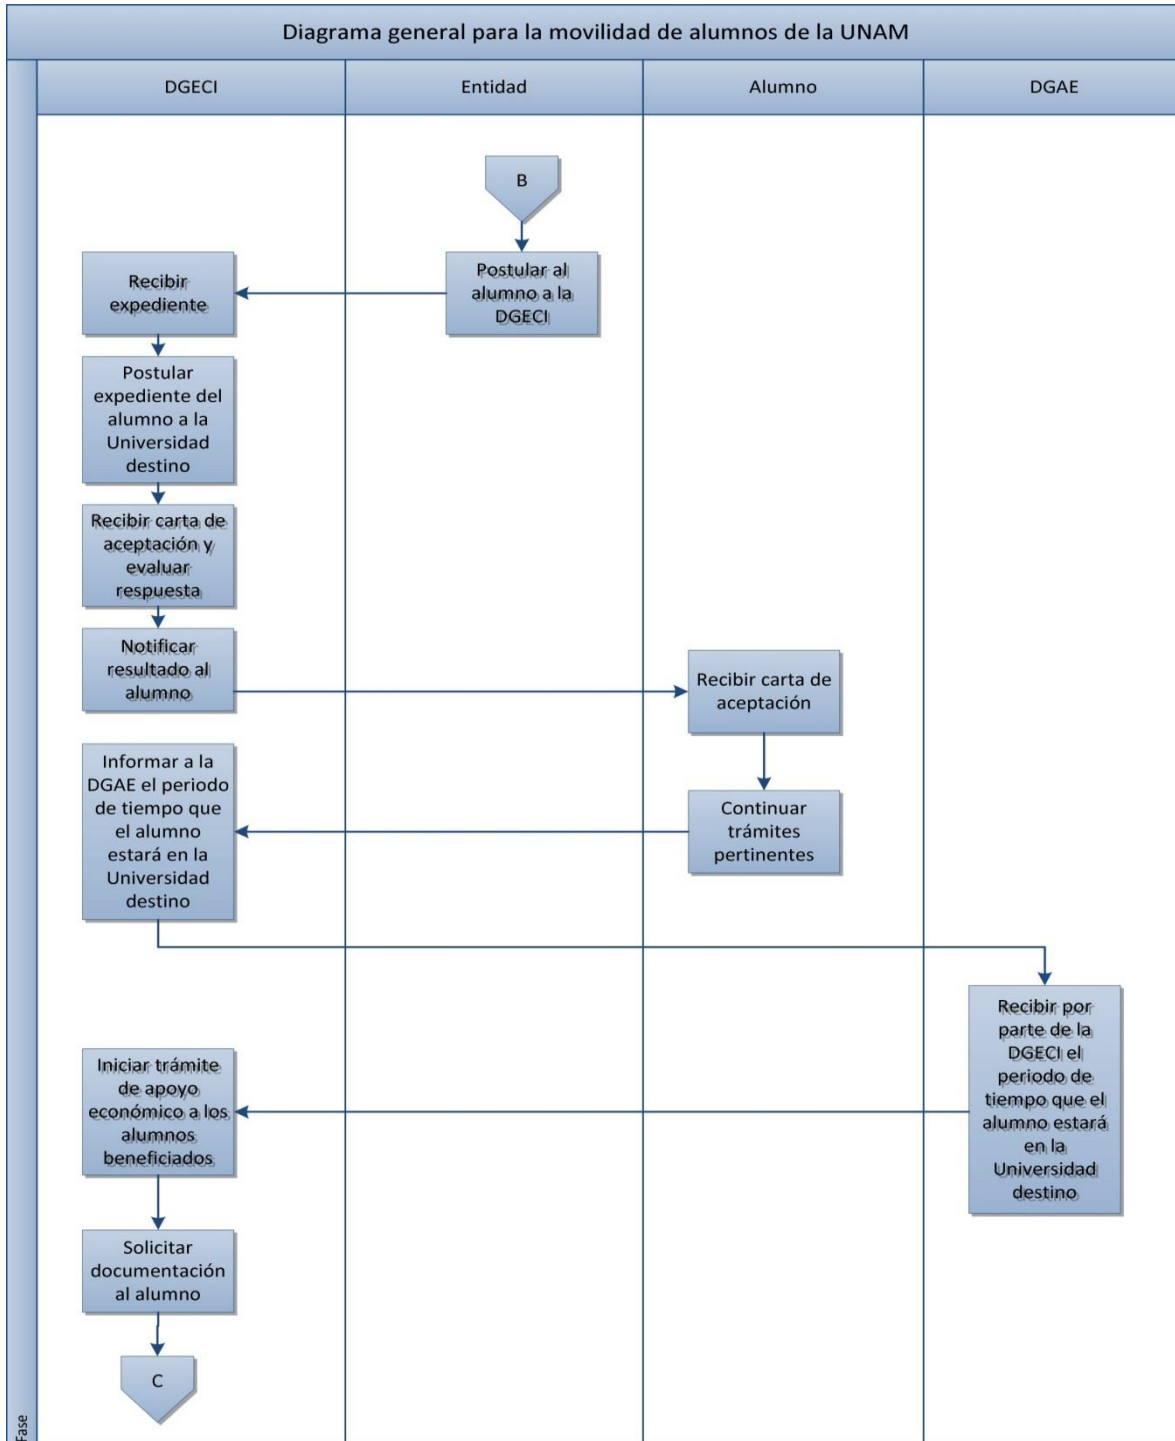 Diagrama general para la movilidad de alumnos de la UNAM
DGECI
Entidad
Alumno
DGAE
B
Postular al
alumno a la
DGECI
Recibir
expediente
Postular
expediente del
alumno a la
Universidad
destino
Recibir carta de
aceptación y
evaluar
respuesta
Notificar
resultado al
alumno
Recibir carta de
aceptación
Continuar
trámites
pertinentes
Informar a la
DGAE el periodo
de tiempo que
el alumno
estará en la
Universidad
destino
Recibir por
parte de la
DGECI el
periodo de
tiempo que el
alumno estará
en la
Universidad
destino
Iniciar trámite
de apoyo
económico a los
alumnos
beneficiados
Solicitar
documentación
al alumno
C
Fase